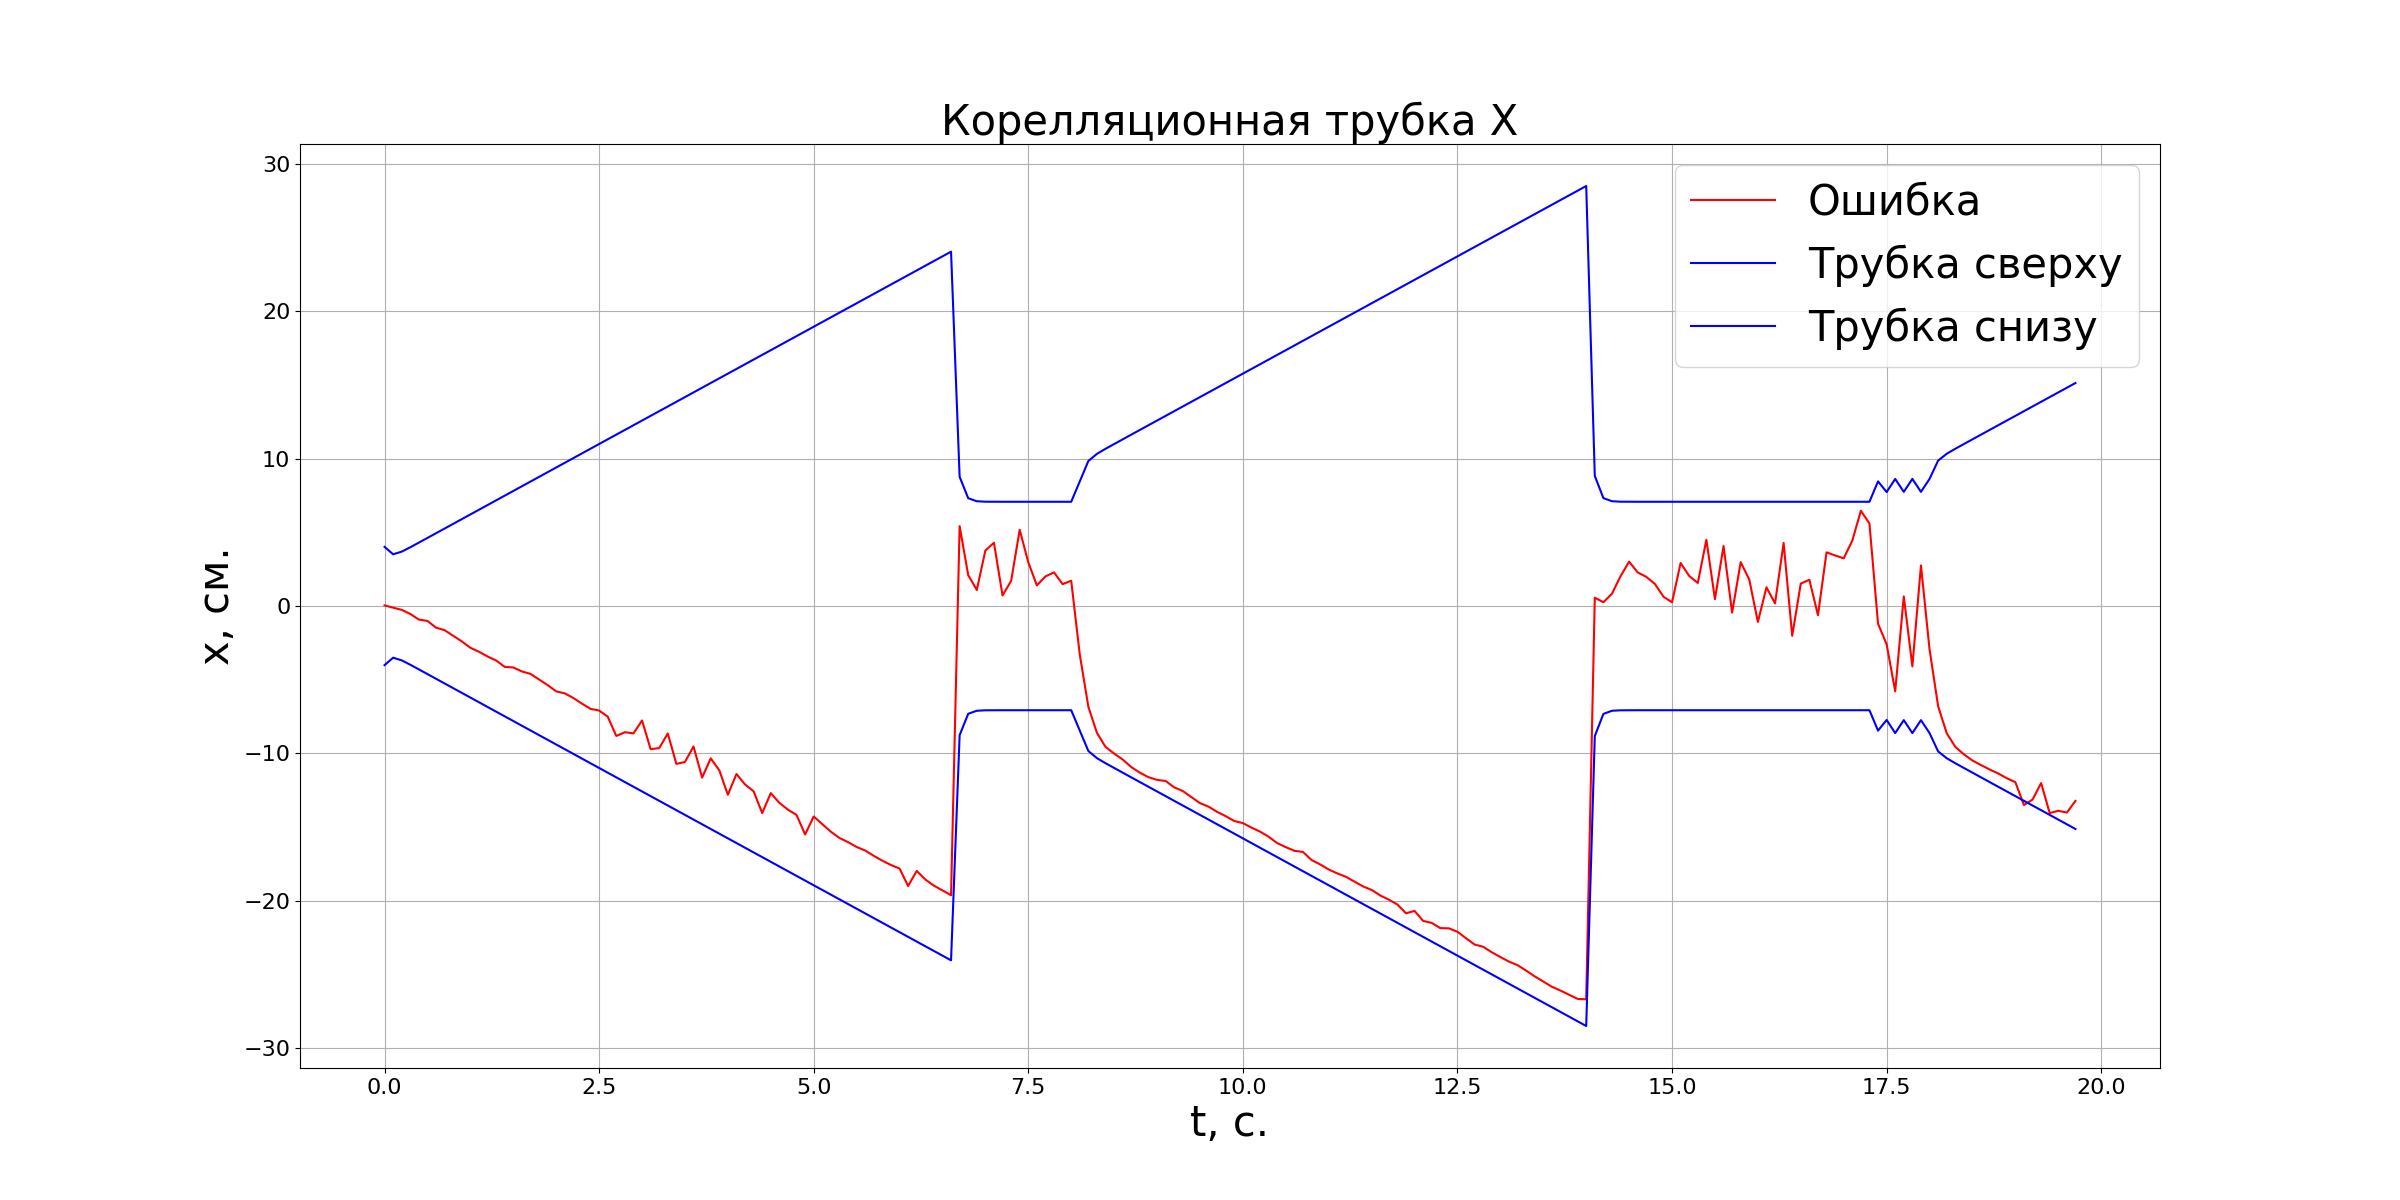 Корелляционная трубка X
30
20
10
0
−10
−20
−30
x, см.
Ошибка
Трубка сверху
Трубка снизу
0.0 2.5 5.0 7.5 10.0 12.5 15.0 17.5 20.0
t, с.